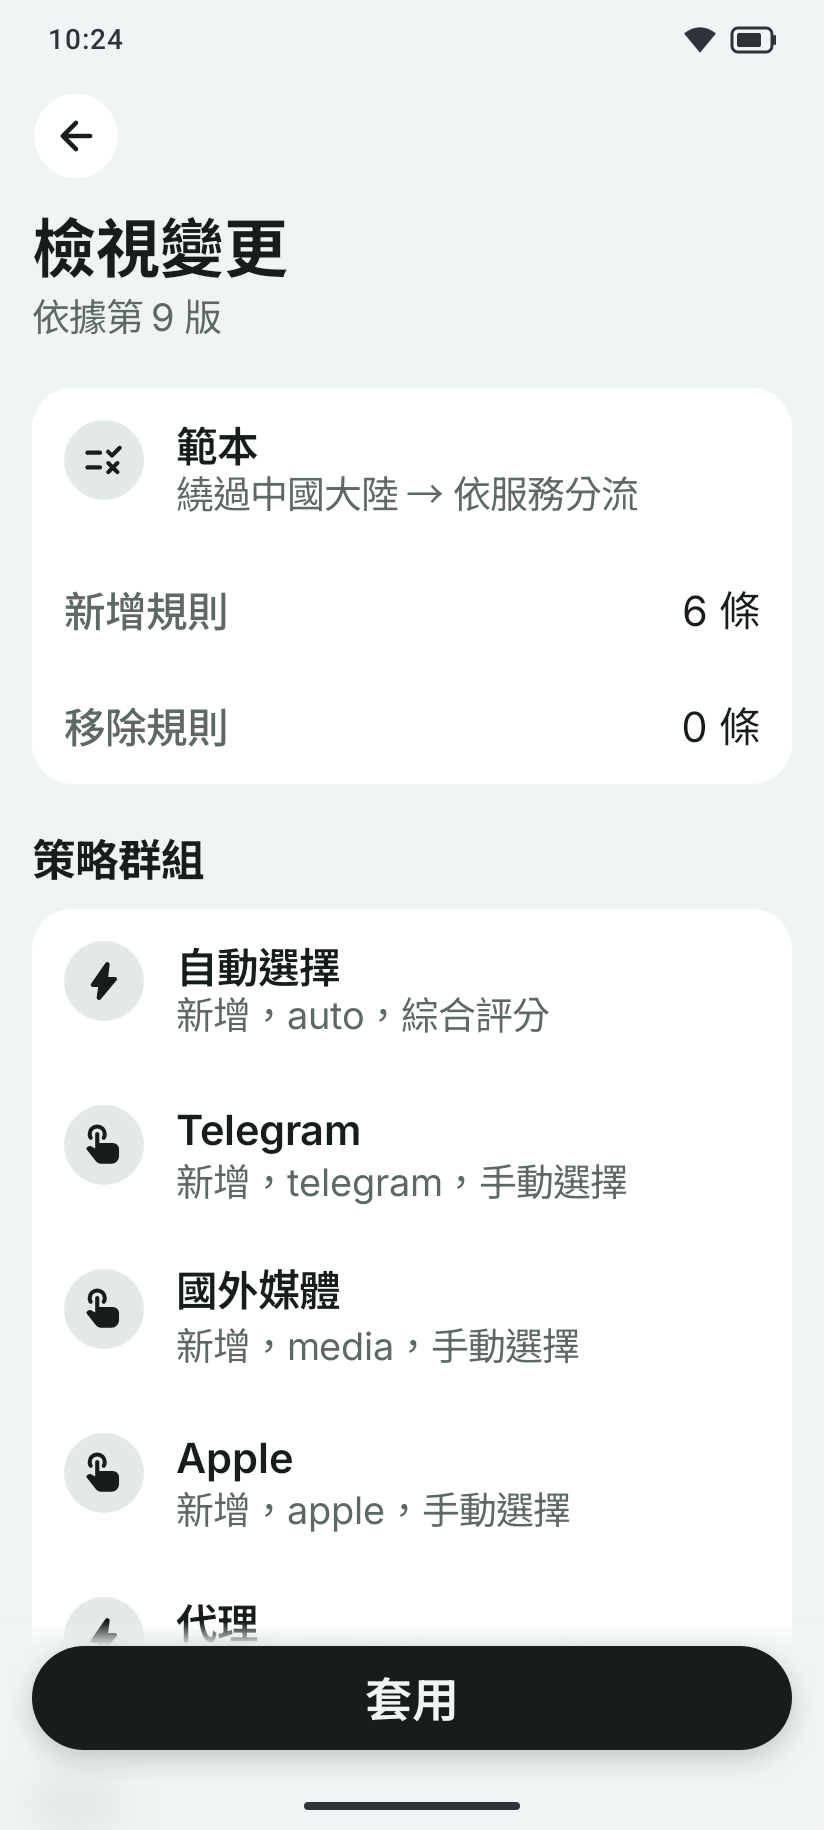 10:24
檢視變更
依據第 9 版
範本
繞過中國大陸 → 依服務分流
新增規則
6 條
移除規則
0 條
策略群組
自動選擇
新增，auto，綜合評分
Telegram
新增，telegram，手動選擇
國外媒體
新增，media，手動選擇
Apple
新增，apple，手動選擇
代理
套用